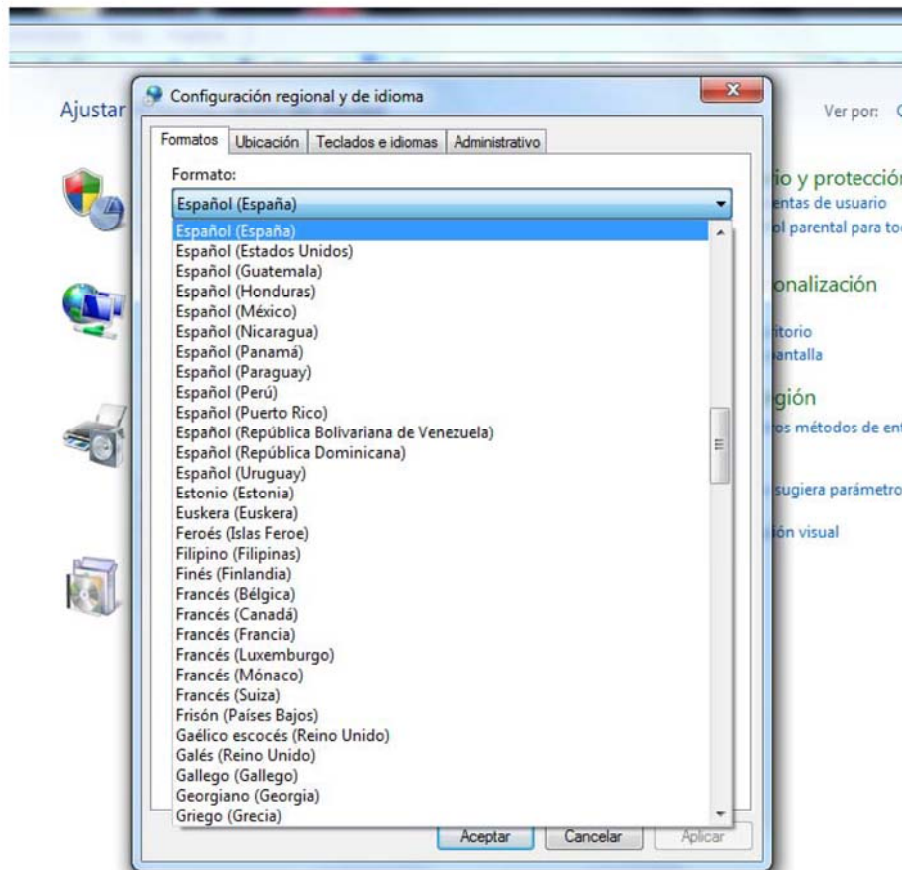 Configuración regional y de idioma
Ajustar
Ver por:
Formatos
Ubicación
Teclados e idiomas
Administrativo
Formato:
Español (España)
Español (España)
Español (Estados Unidos)
Español (Guatemala)
Español (Honduras)
Español (México)
Español (Nicaragua)
Español (Panamá)
Español (Paraguay)
Español (Perú)
Español (Puerto Rico)
Español (República Bolivariana de Venezuela)
Español (República Dominicana)
Español (Uruguay)
Estonio (Estonia)
Euskera (Euskera)
Feroés (Islas Feroe)
Filipino (Filipinas)
Finés (Finlandia)
Francés (Bélgica)
Francés (Canadá)
Francés (Francia)
Francés (Luxemburgo)
Francés (Mónaco)
Francés (Suiza)
Frisón (Países Bajos)
Gaélico escocés (Reino Unido)
Galés (Reino Unido)
Gallego (Gallego)
Georgiano (Georgia)
Griego (Grecia)
Aceptar
Cancelar
Aplicar
io y protección
entas de usuario
ol parental para to
onalización
ritorio
pantalla
gión
os métodos de ent
sugiera parámetro
ión visual